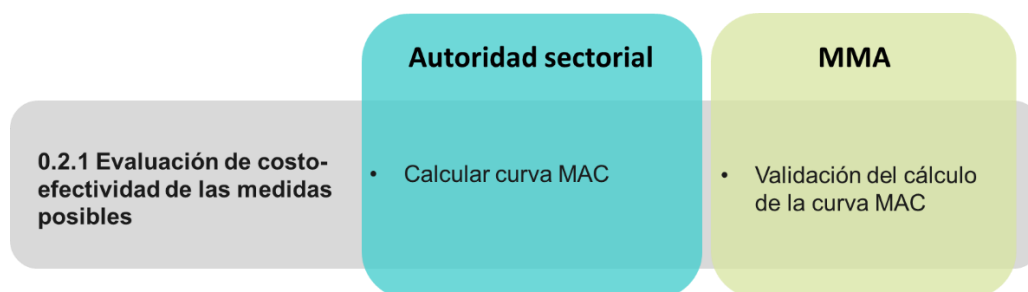 Autoridad sectorial
MMA
0.2.1 Evaluación de costo-
efectividad de las medidas
posibles
• Calcular curva MAC
• Validación del cálculo
de la curva MAC